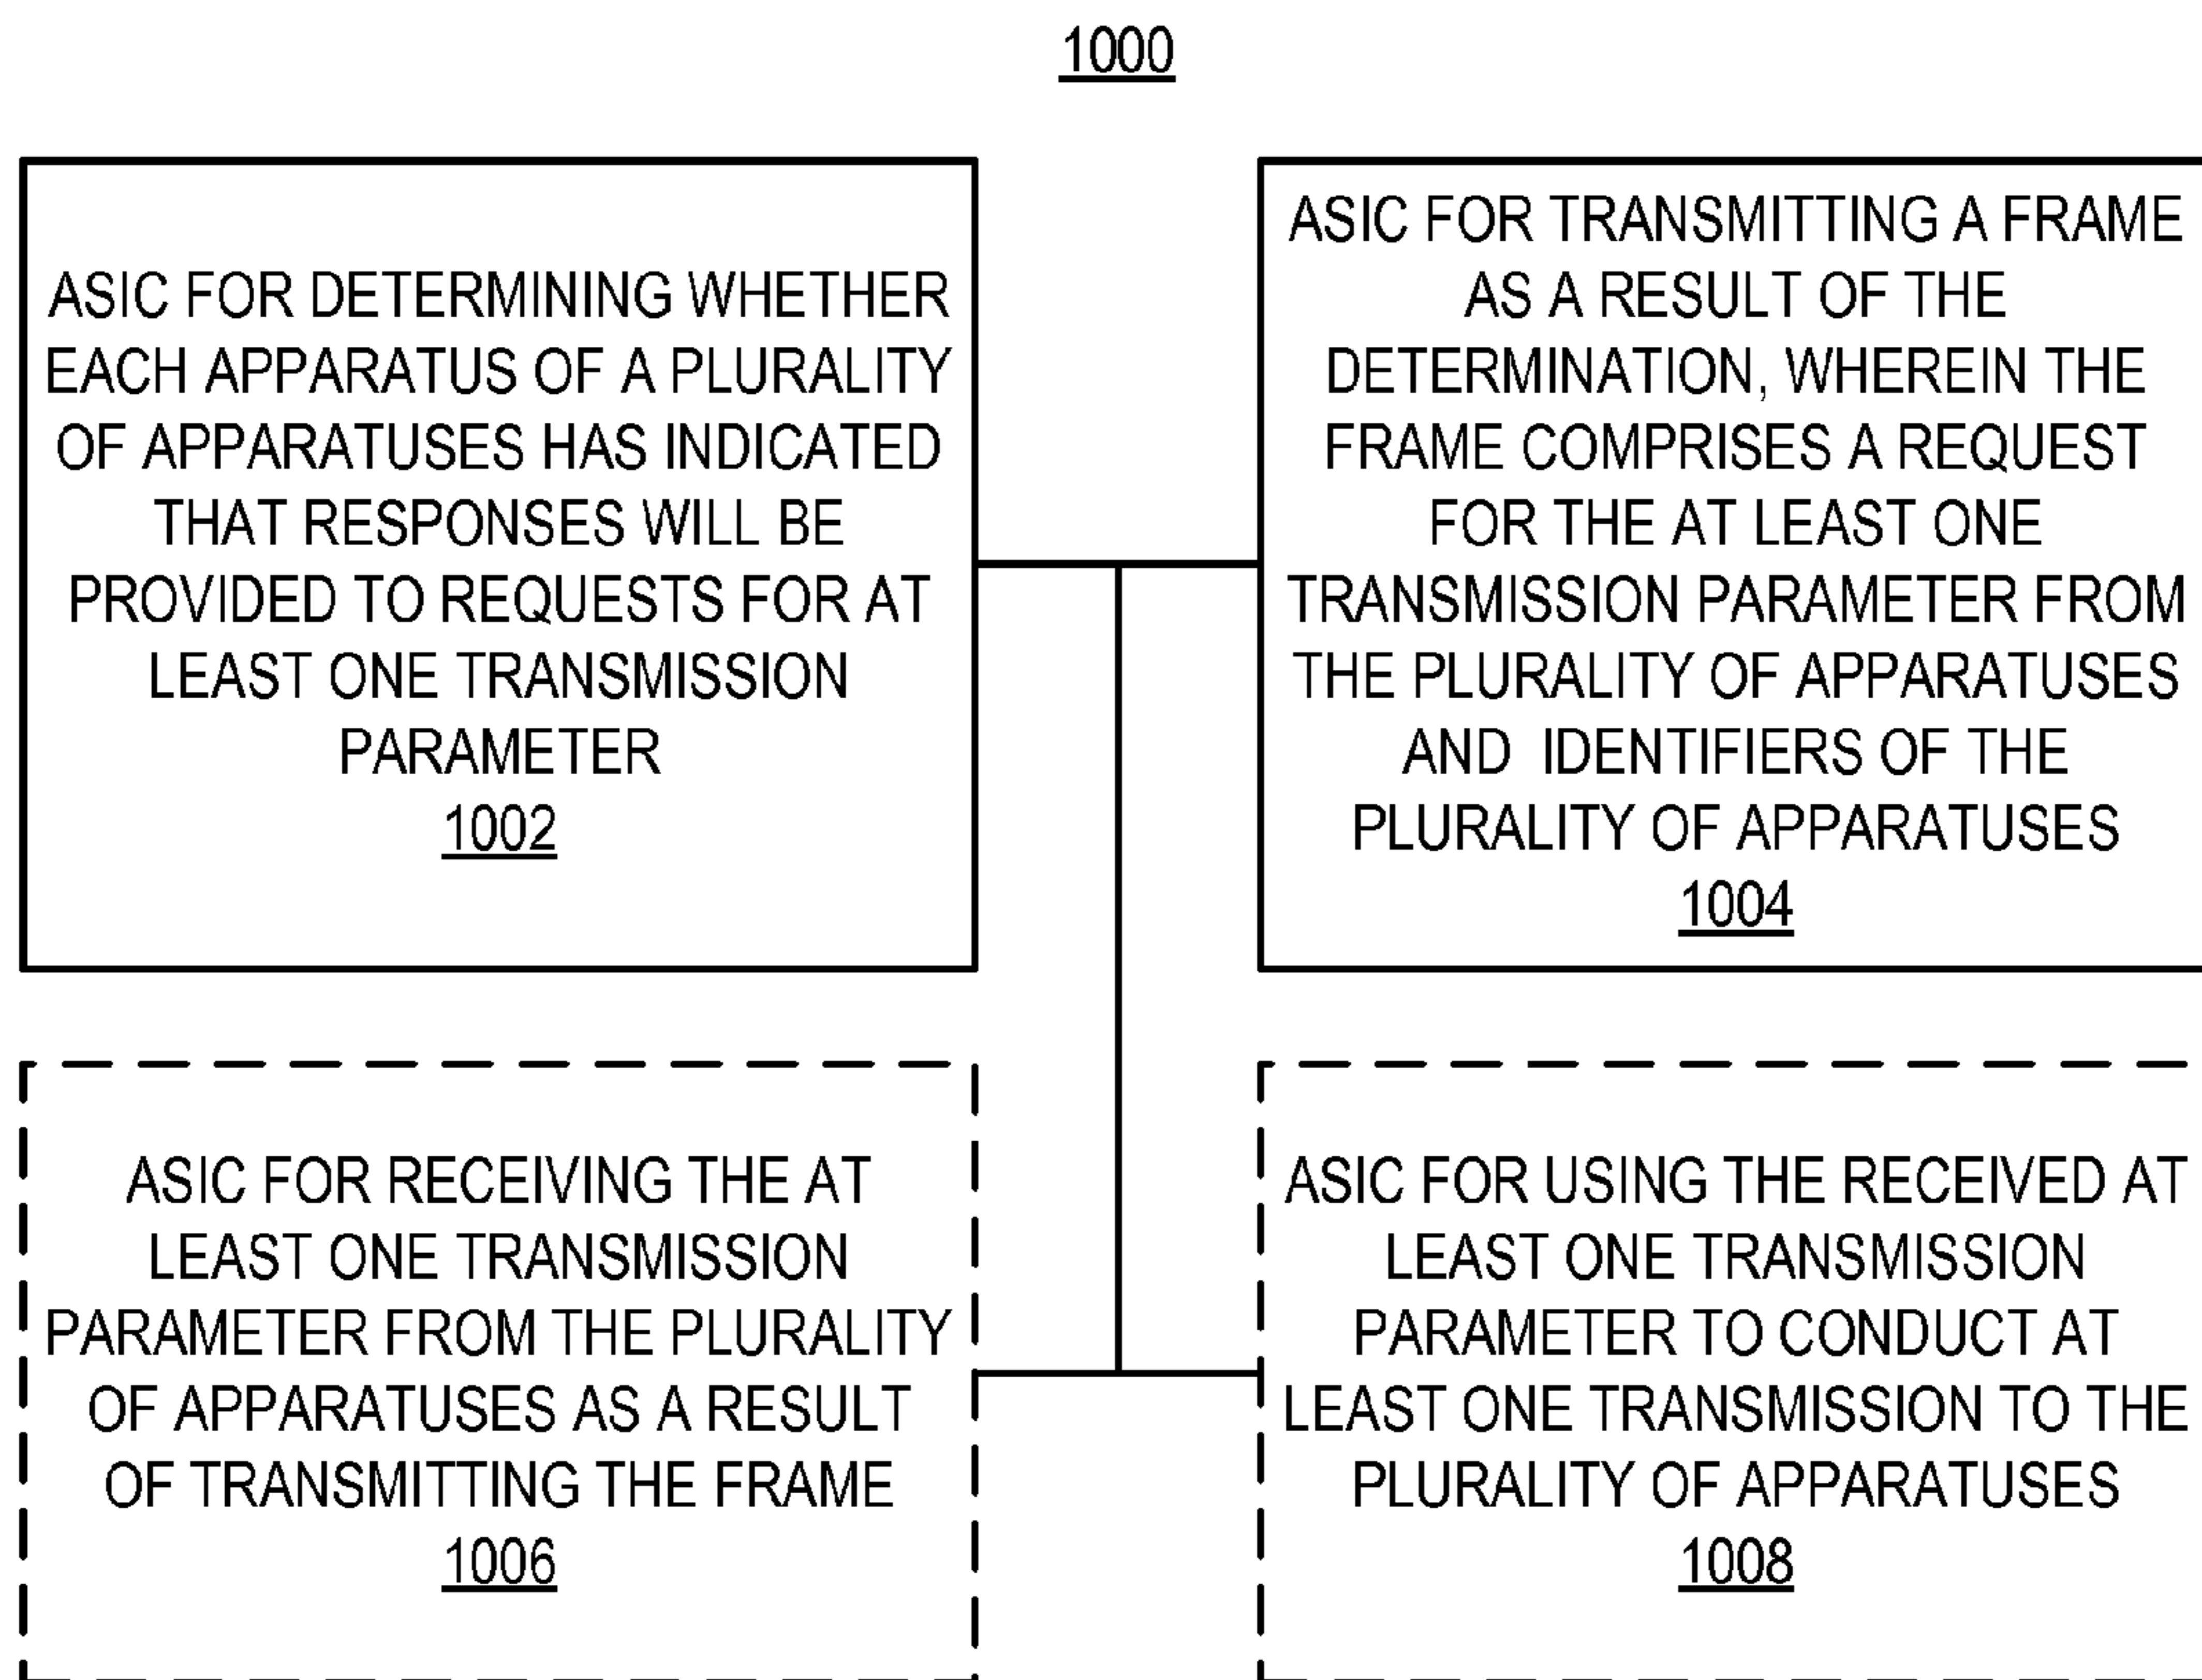 1000
ASIC FOR DETERMINING WHETHER
EACH APPARATUS OF A PLURALITY
OF APPARATUSES HAS INDICATED
THAT RESPONSES WILL BE
PROVIDED TO REQUESTS FOR AT
LEAST ONE TRANSMISSION
PARAMETER
1002
ASIC FOR TRANSMITTING A FRAME
AS A RESULT OF THE
DETERMINATION, WHEREIN THE
FRAME COMPRISES A REQUEST
FOR THE AT LEAST ONE
TRANSMISSION PARAMETER FROM
THE PLURALITY OF APPARATUSES
AND IDENTIFIERS OF THE
PLURALITY OF APPARATUSES
1004
ASIC FOR RECEIVING THE AT
LEAST ONE TRANSMISSION
PARAMETER FROM THE PLURALITY
OF APPARATUSES AS A RESULT
OF TRANSMITTING THE FRAME
1006
ASIC FOR USING THE RECEIVED AT
LEAST ONE TRANSMISSION
PARAMETER TO CONDUCT AT
LEAST ONE TRANSMISSION TO THE
PLURALITY OF APPARATUSES
1008